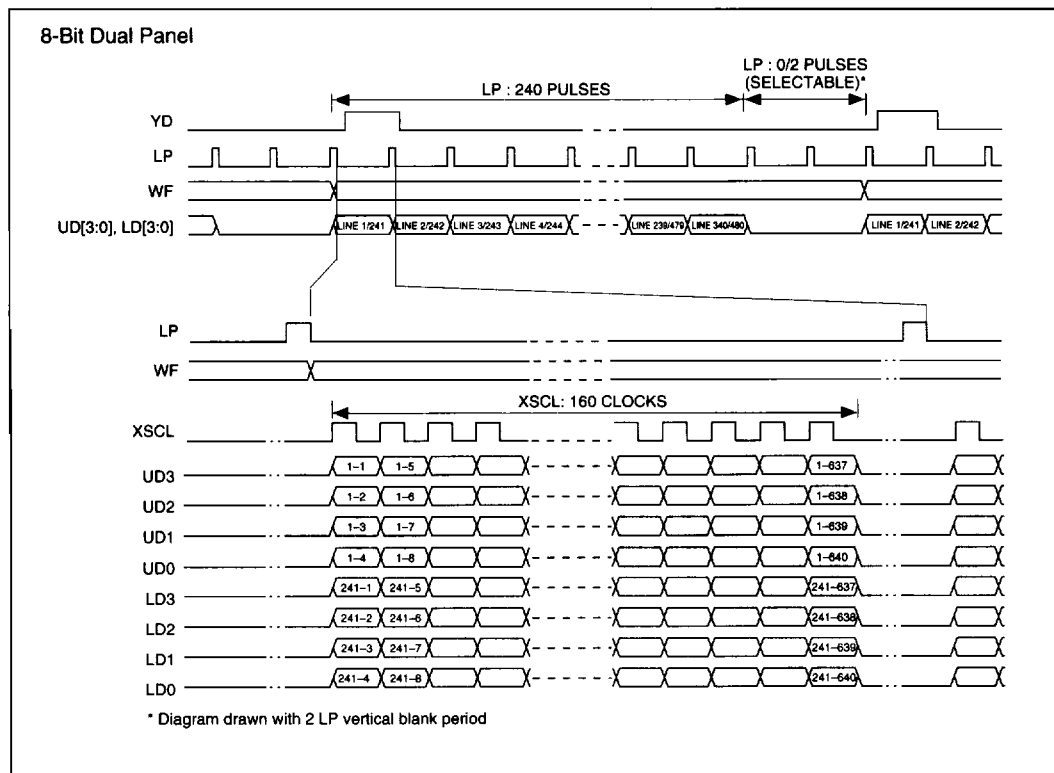 8-Bit Dual Panel
LP : 0/2 PULSES
(SELECTABLE)*
LP : 240 PULSES
YD
LP
WF
UD[3:0], LD[3:0] LINE 1/241 LINE 2/242 LINE 3/243 LINE 4/244 LINE 239/479 LINE 340/480 LINE 1/241 LINE 2/242
LP
WF
XSCL: 160 CLOCKS
XSCL
UD3 1-1 1-5 1-637
UD2 1-2 1-6 1-638
UD1 1-3 1-7 1-639
UD0 1-4 1-8 1-640
LD3 241-1 241-5 241-637
LD2 241-2 241-6 241-638
LD1 241-3 241-7 241-639
LD0 241-4 241-8 241-640
* Diagram drawn with 2 LP vertical blank period